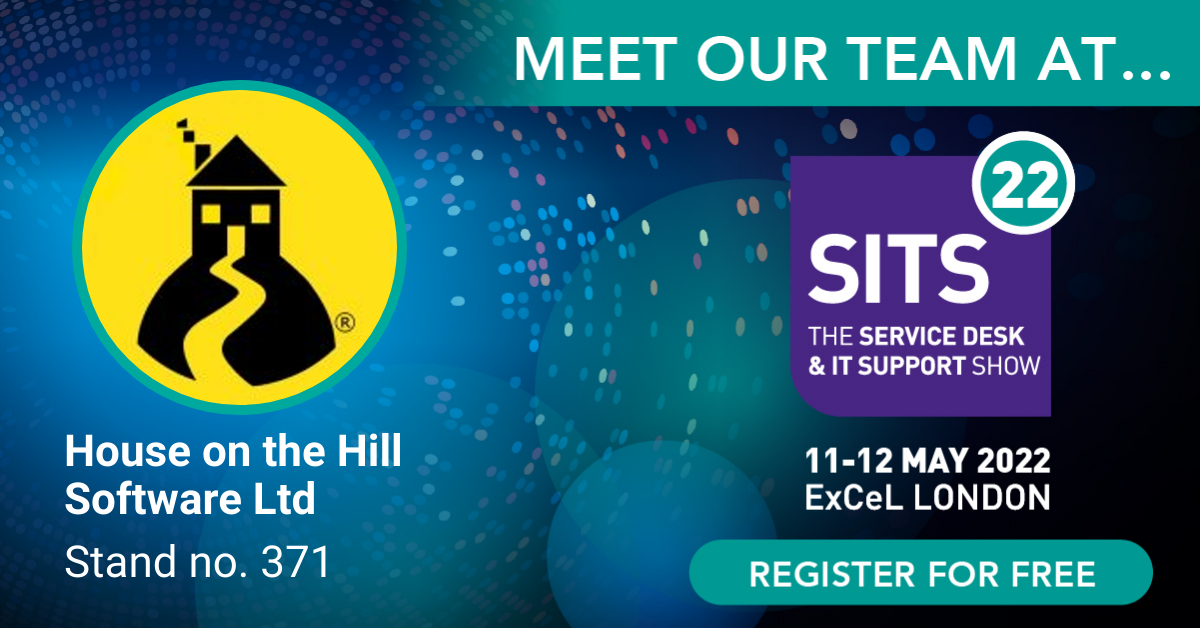 MEET OUR TEAM AT...
22
SITS
THE SERVICE DESK
& IT SUPPORT SHOW
®
House on the Hill
Software Ltd
Stand no. 371
11-12 MAY 2022
ExCeL LONDON
REGISTER FOR FREE